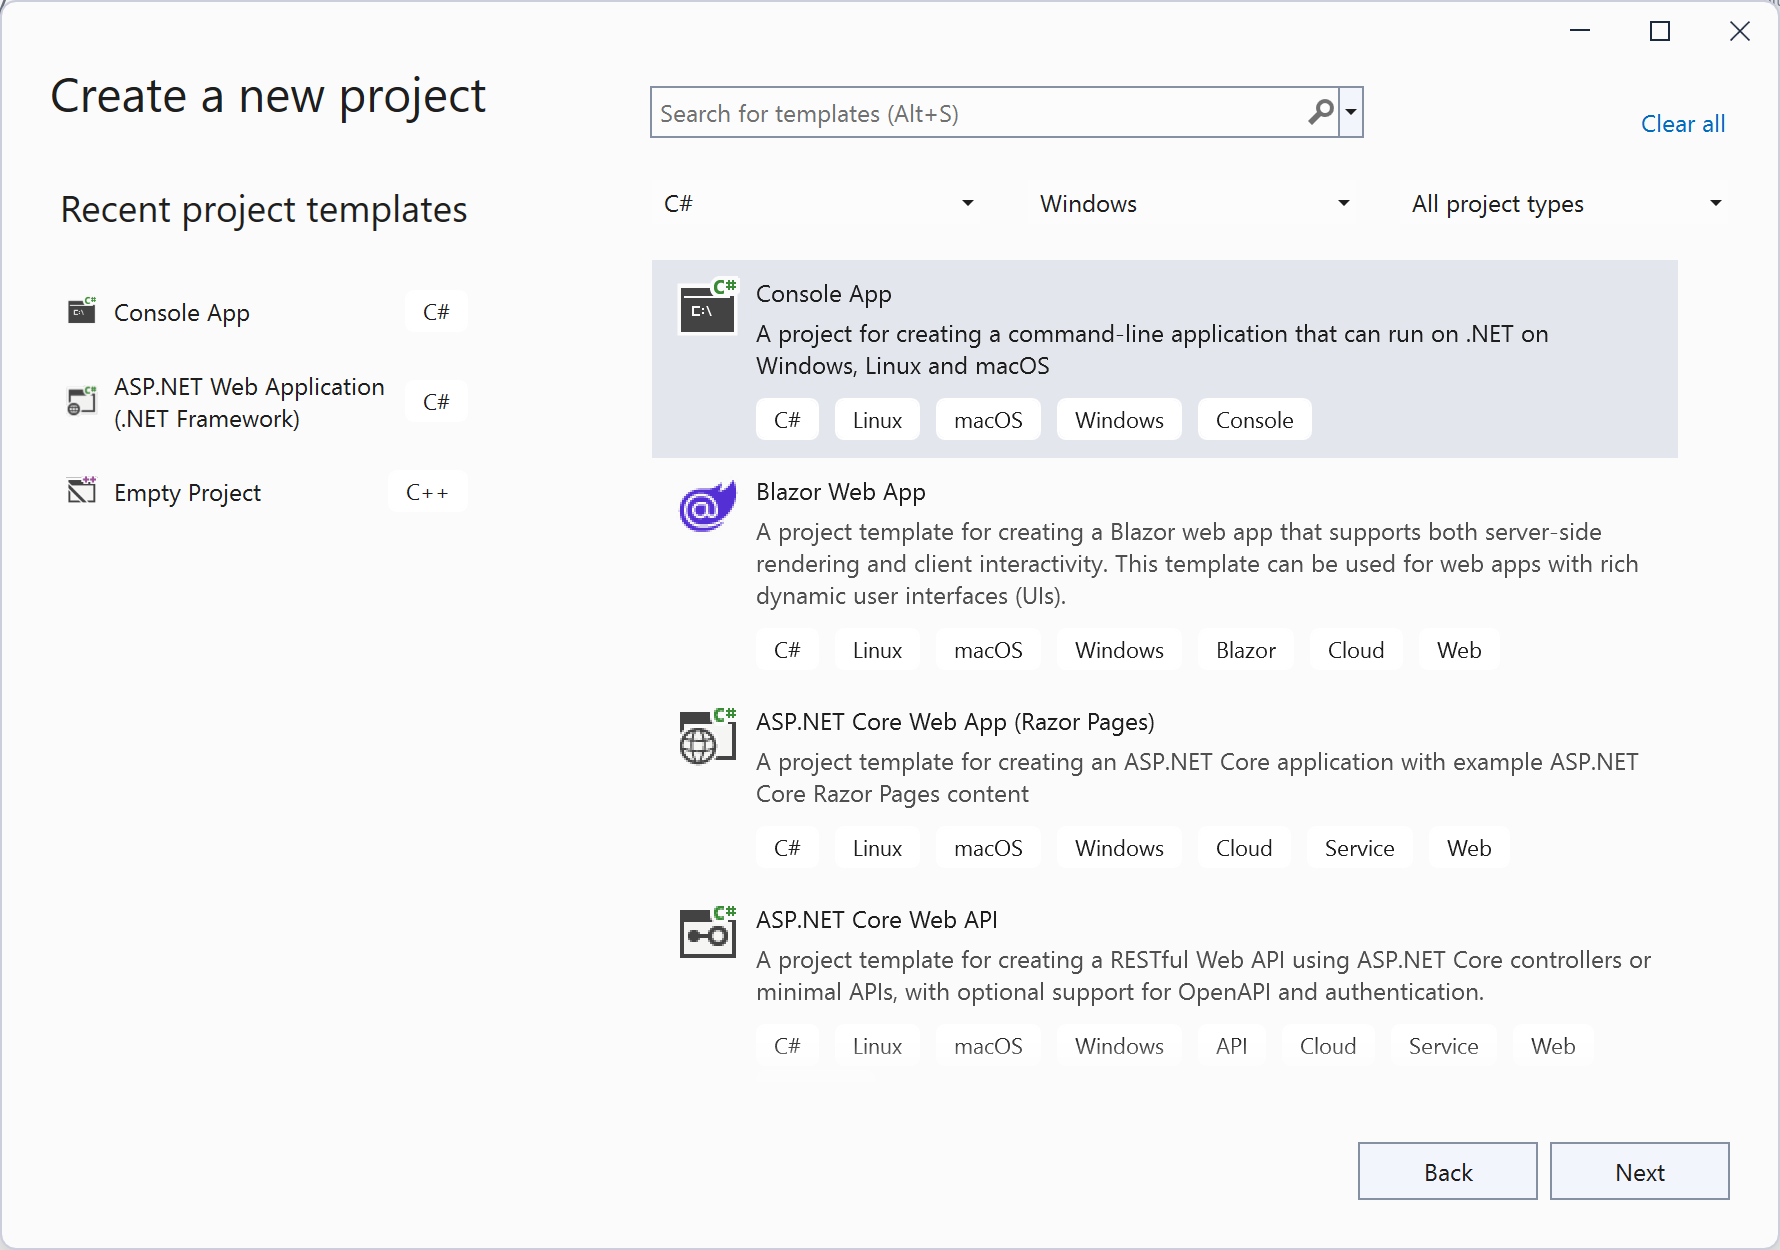 Create a new project
Search for templates (Alt+S)
Clear all
Recent project templates
C#
Windows
All project types
Console App
C#
ASP.NET Web Application
(.NET Framework)
C#
Empty Project
C++
C#
C:\
Console App
A project for creating a command-line application that can run on .NET on
Windows, Linux and macOS
C# Linux macOS Windows Console
Blazor Web App
A project template for creating a Blazor web app that supports both server-side
rendering and client interactivity. This template can be used for web apps with rich
dynamic user interfaces (UIs).
C# Linux macOS Windows Blazor Cloud Web
C#
ASP.NET Core Web App (Razor Pages)
A project template for creating an ASP.NET Core application with example ASP.NET
Core Razor Pages content
C# Linux macOS Windows Cloud Service Web
C#
ASP.NET Core Web API
A project template for creating a RESTful Web API using ASP.NET Core controllers or
minimal APIs, with optional support for OpenAPI and authentication.
C# Linux macOS Windows API Cloud Service Web
Back
Next